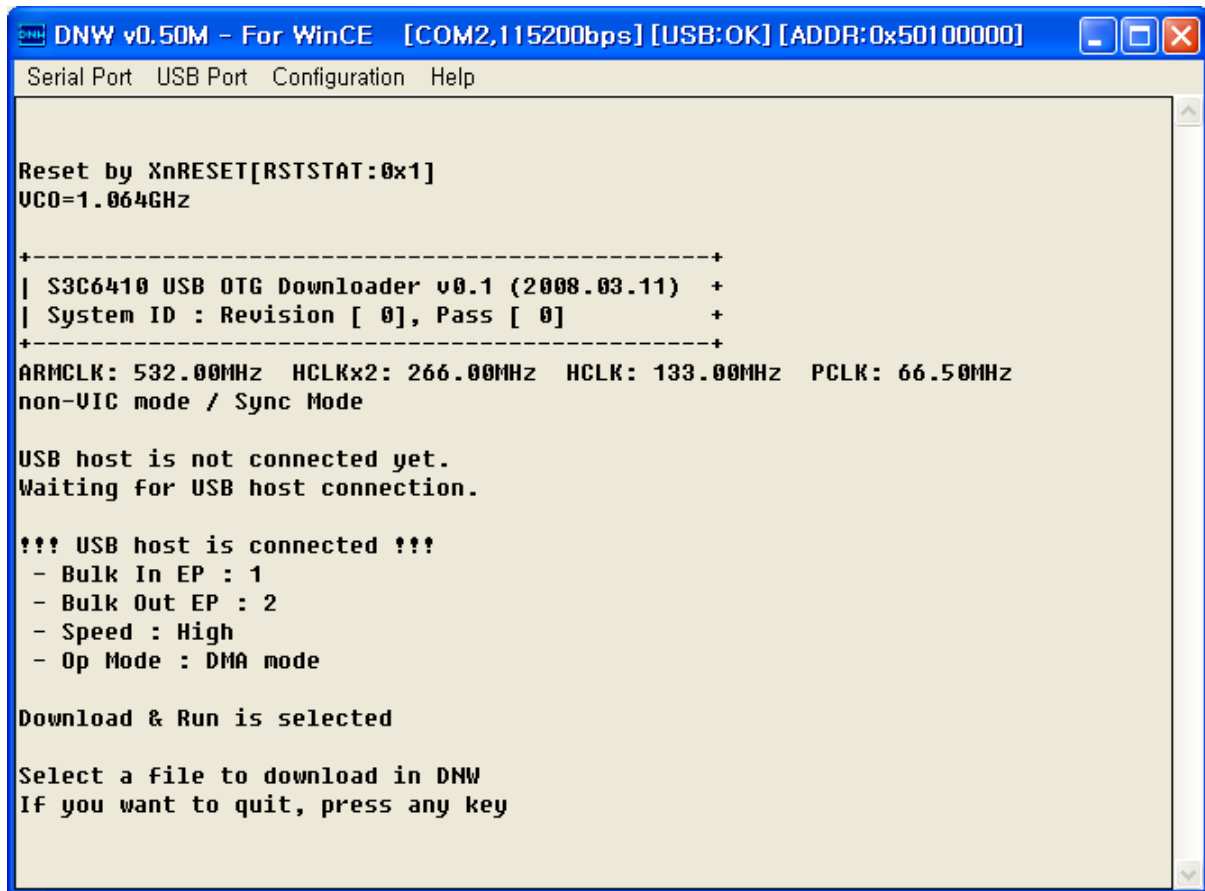 DNW v0.50M - For WinCE [COM2,115200bps] [USB:OK] [ADDR:0x50100000]
Serial Port USB Port Configuration Help
Reset by XnRESET[RSTSTAT:0x1]
VCO=1.064GHz
+-----------------------------------------------+
| S3C6410 USB OTG Downloader v0.1 (2008.03.11) +
| System ID : Revision [ 0], Pass [ 0] +
+-----------------------------------------------+
ARMCLK: 532.00MHz HCLKx2: 266.00MHz HCLK: 133.00MHz PCLK: 66.50MHz
non-VIC mode / Sync Mode
USB host is not connected yet.
Waiting for USB host connection.
!!! USB host is connected !!!
- Bulk In EP : 1
- Bulk Out EP : 2
- Speed : High
- Op Mode : DMA mode
Download & Run is selected
Select a file to download in DNW
If you want to quit, press any key